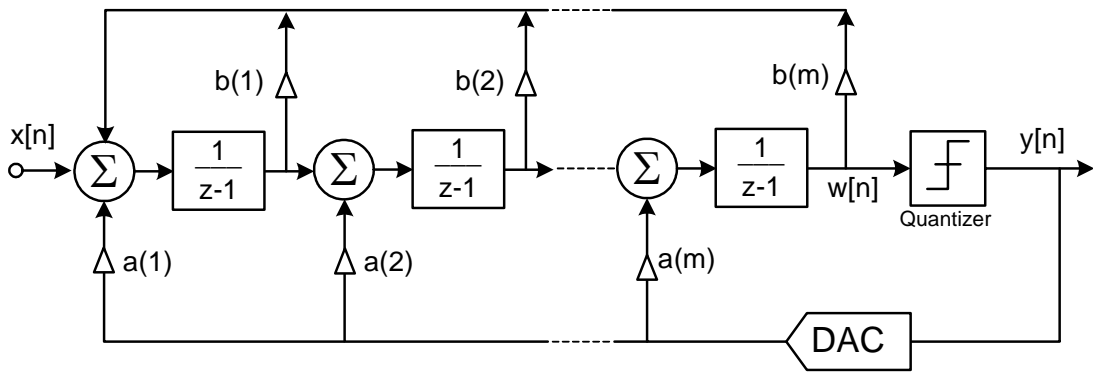 b(1)
b(2)
b(m)
x[n]
Σ
1
z-1
Σ
1
z-1
Σ
1
z-1
w[n]
Quantizer
y[n]
a(1)
a(2)
a(m)
DAC